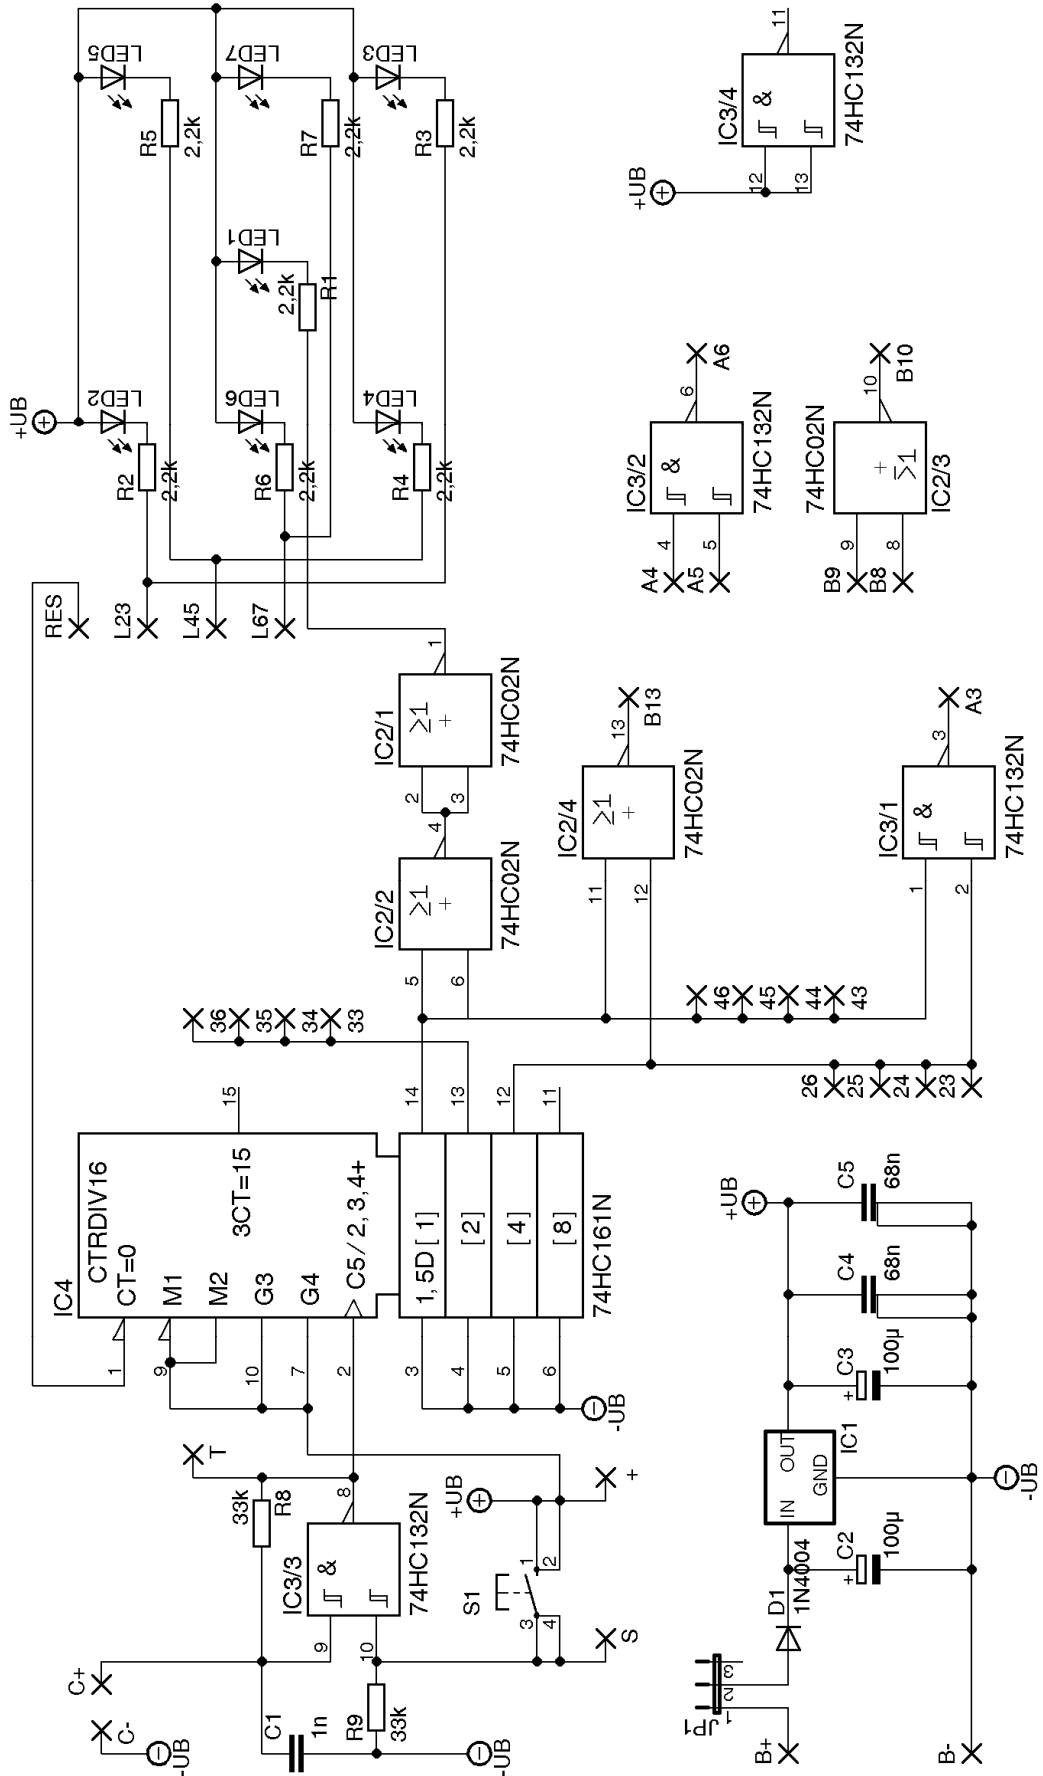 LED5
LED7
LED3
R5
2,2k
R7
2,2k
R3
2,2k
LED1
2,2k
R1
+UB
LED2
LED6
LED4
R2
2,2k
R6
2,2k
R4
2,2k
RES
L23
L45
L67
11
IC3/4
&
74HC132N
12
13
+UB
A6
6
IC3/2
&
74HC132N
4
5
A4
A5
B10
10
74HC02N
+
≥1
IC2/3
9
8
B9
B8
1
IC2/1
≥1
+
74HC02N
2
3
4
IC2/2
≥1
+
74HC02N
5
6
B13
13
IC2/4
≥1
+
74HC02N
11
12
A3
3
IC3/1
&
74HC132N
1
2
36
35
34
33
46
45
44
43
26
25
24
23
15
14
13
12
11
IC4
CTRDIV16
CT=0
M1
M2
3CT=15
G3
G4
C5/2,3,4+
1,5D
[1]
[2]
[4]
[8]
74HC161N
1
9
10
7
2
3
4
5
6
-UB
T
33k
R8
8
IC3/3
&
74HC132N
9
10
+UB
+
S1
1
2
3
4
S
C+
C-
-UB
C1
1n
R9
33k
-UB
+UB
C5
68n
C4
68n
C3
100µ
+
IC1
OUT
GND
IN
-UB
C2
100µ
+
D1
1N4004
JP1
1
2
3
B+
B-